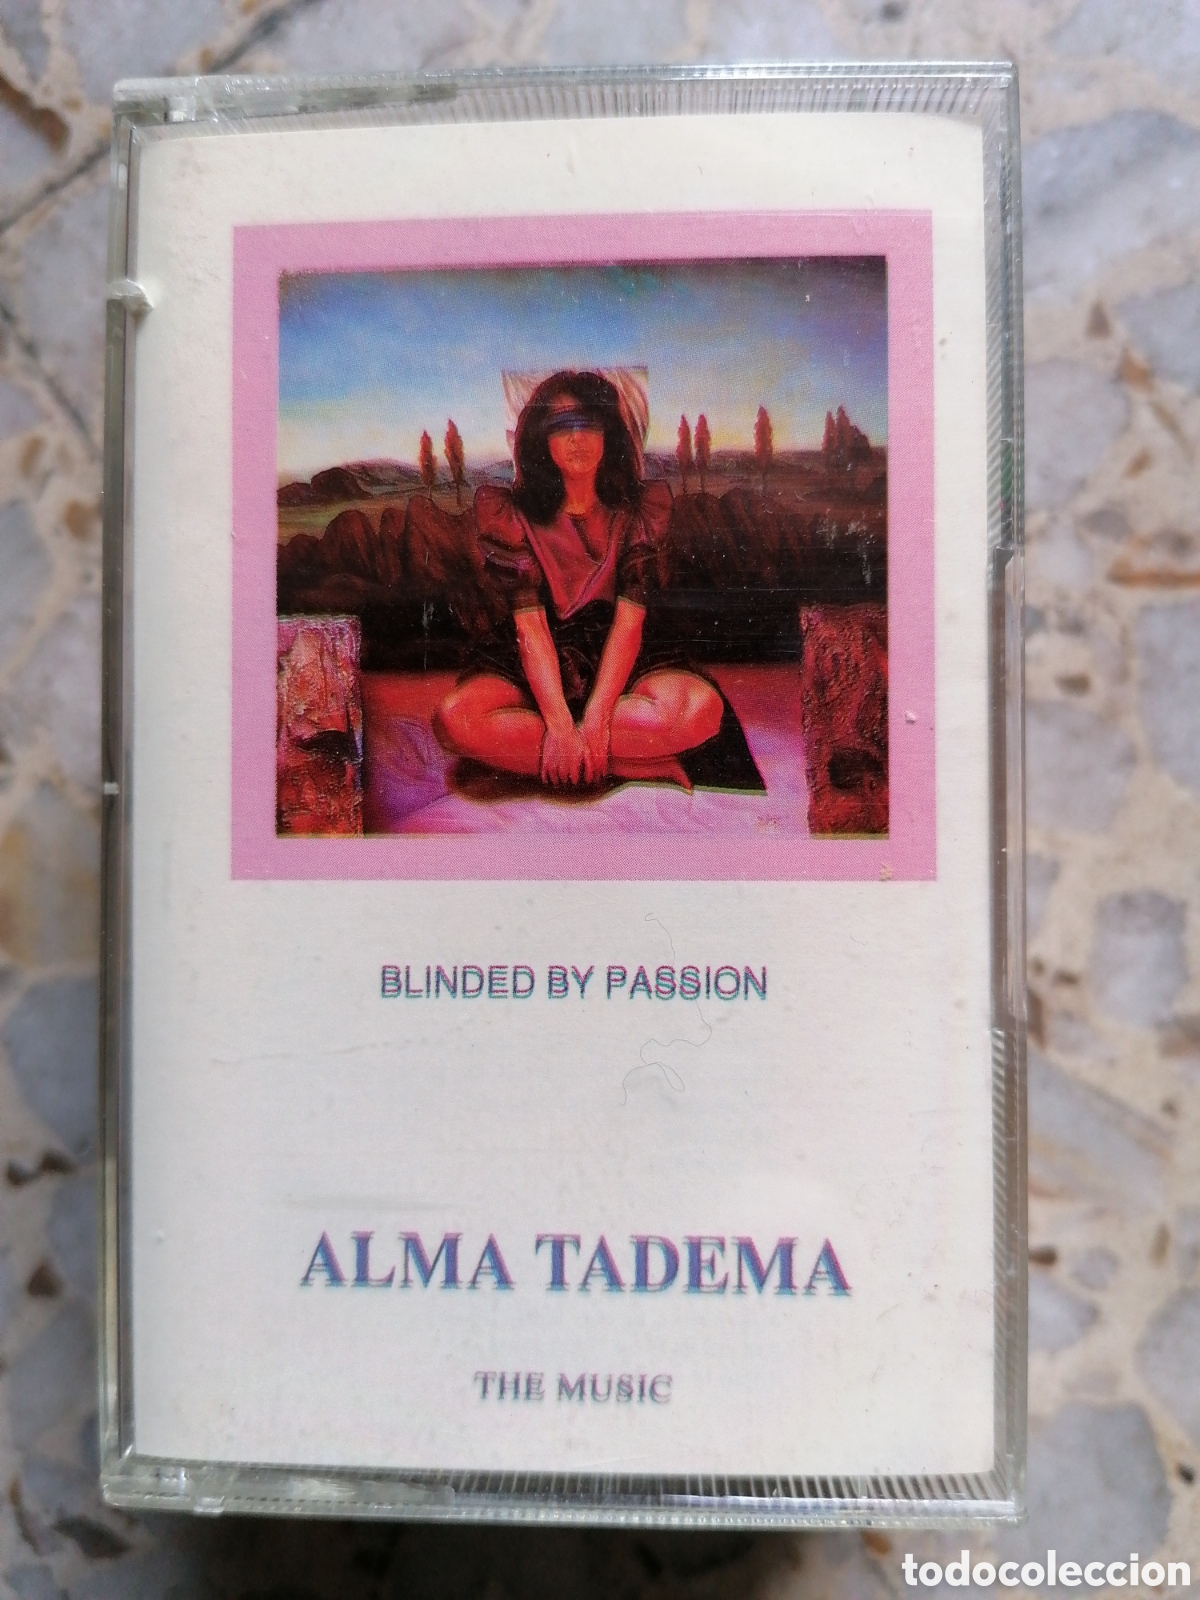 BLINDED BY PASSION
ALMA TADEMA
THE MUSIC
todocoleccion